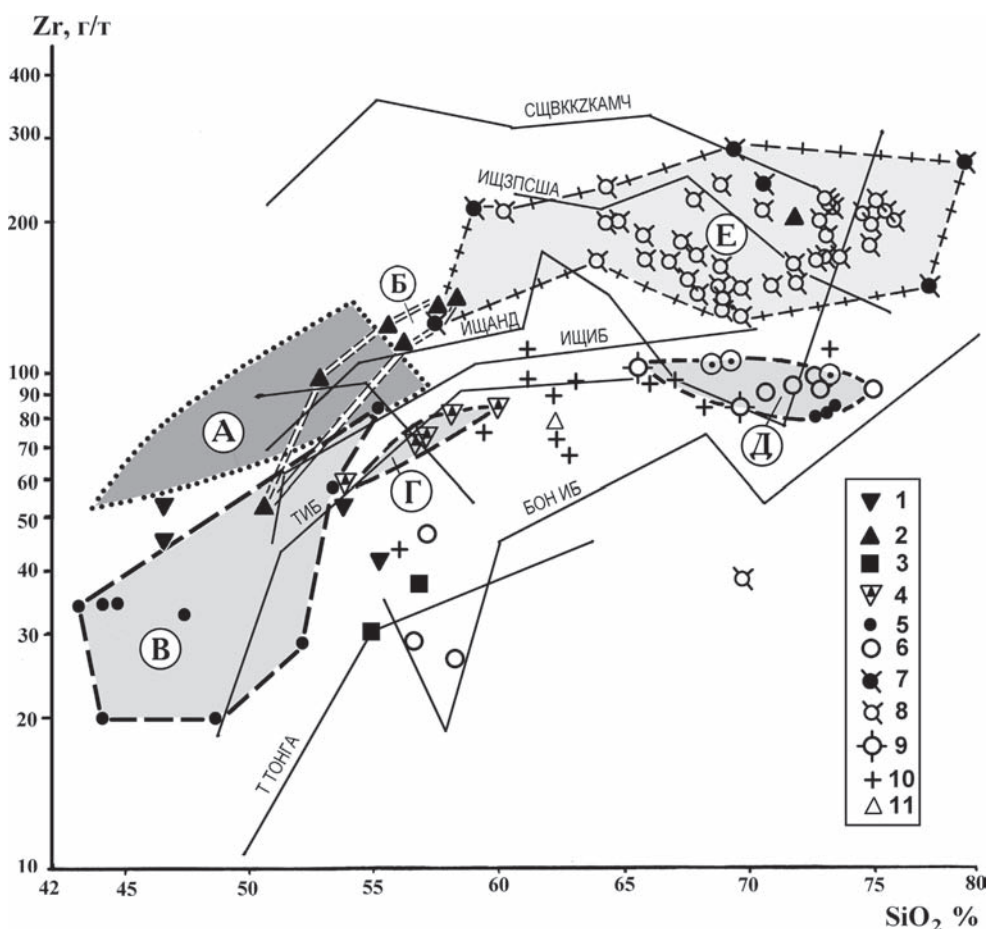 Zr, г/т
400
300
200
100
90
80
70
60
50
40
30
20
10
42
45
50
55
60
65
70
75
80
SiO₂ %
СЩВККZКАМЧ
ИЩЗПСША
Е
Б
ИЩАНД
ИЩИБ
А
Д
Г
ТИБ
БОН ИБ
В
Т ТОНГА
1
2
3
4
5
6
7
8
9
10
11